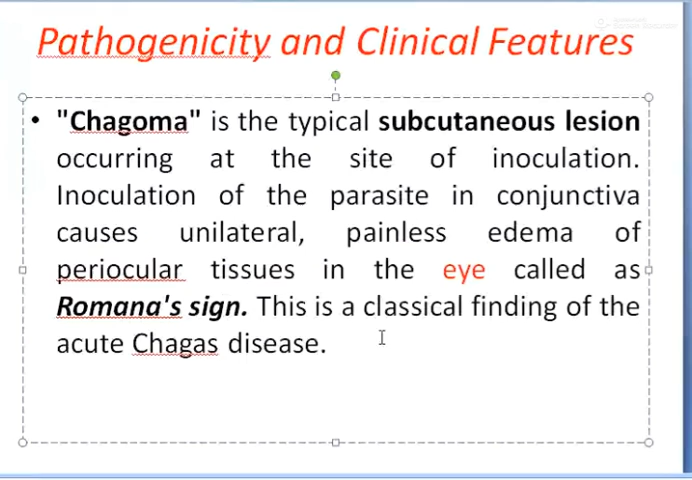 Pathogenicity and Clinical Features
• "Chagoma" is the typical subcutaneous lesion
occurring at the site of inoculation.
Inoculation of the parasite in conjunctiva
causes unilateral, painless edema of
periocular tissues in the eye called as
Romana's sign. This is a classical finding of the
acute Chagas disease.